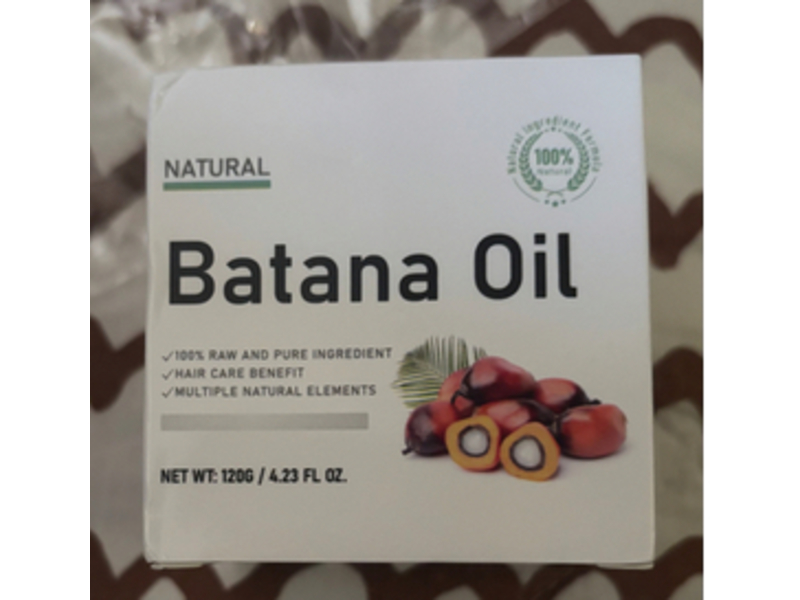 NATURAL
Natural Ingredient Formula
100%
Natural
Batana Oil
✓100% RAW AND PURE INGREDIENT
✓HAIR CARE BENEFIT
✓MULTIPLE NATURAL ELEMENTS
NET WT: 120G / 4.23 FL OZ.